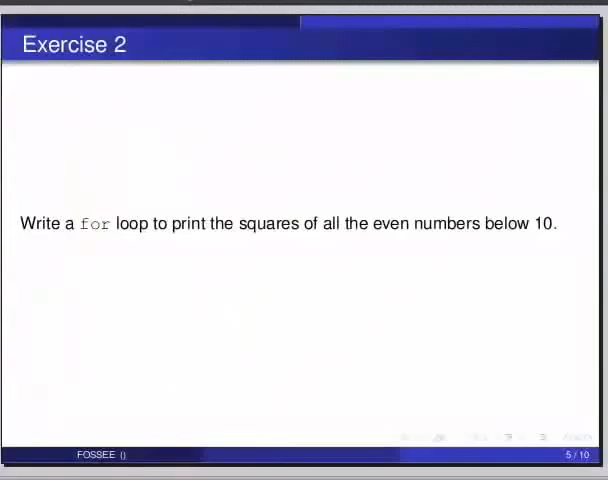 Exercise 2
Write a for loop to print the squares of all the even numbers below 10.
FOSSEE ()
5 / 10